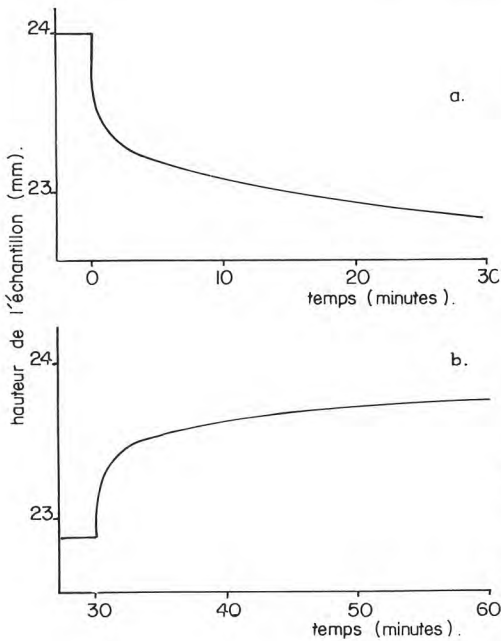 hauteur de l'échantillon (mm).
24
23
a.
0
10
20
30
temps (minutes).
24
23
b.
30
40
50
60
temps (minutes).